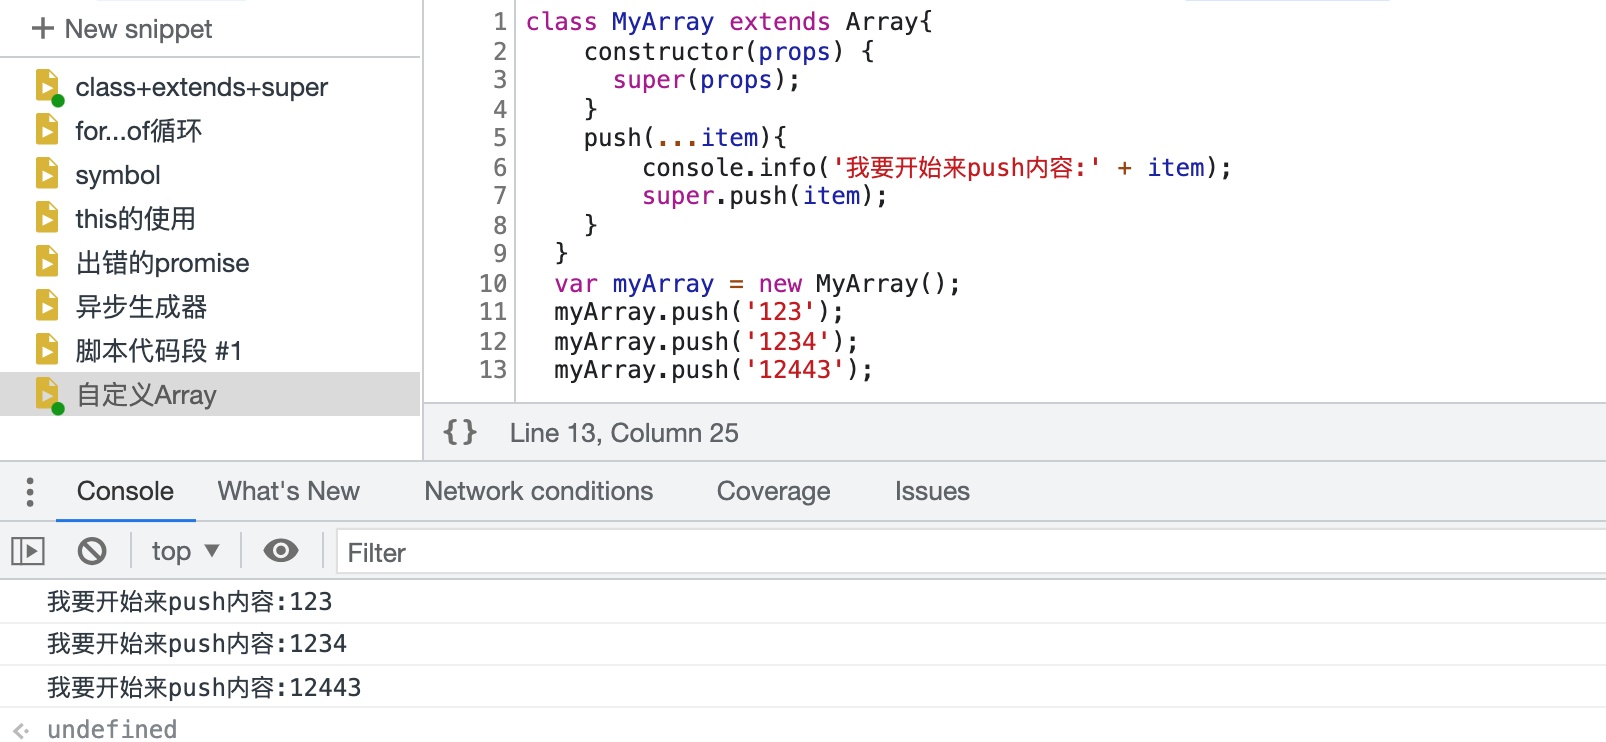 New snippet
class+extends+super
for...of循环
symbol
this的使用
出错的promise
异步生成器
脚本代码段 #1
自定义Array
1 class MyArray extends Array{
2 constructor(props) {
3 super(props);
4 }
5 push(...item){
6 console.info('我要开始来push内容:' + item);
7 super.push(item);
8 }
9 }
10 var myArray = new MyArray();
11 myArray.push('123');
12 myArray.push('1234');
13 myArray.push('12443');
{} Line 13, Column 25
Console What's New Network conditions Coverage Issues
top ▼ Filter
我要开始来push内容:123
我要开始来push内容:1234
我要开始来push内容:12443
undefined